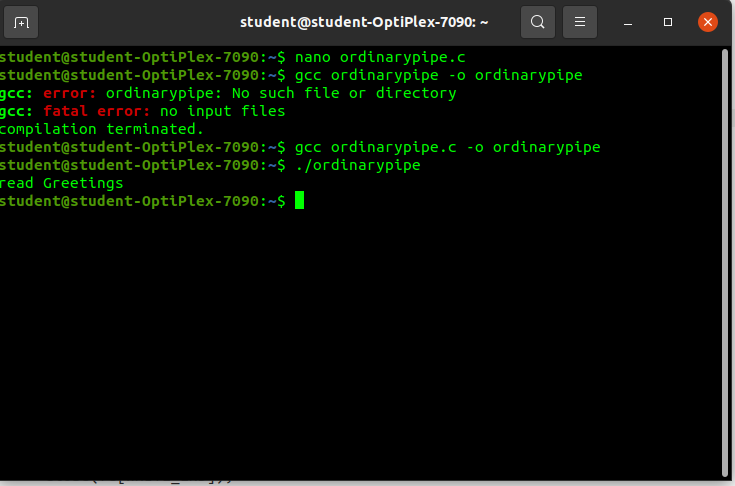 student@student-OptiPlex-7090: ~
student@student-OptiPlex-7090:~$ nano ordinarypipe.c
student@student-OptiPlex-7090:~$ gcc ordinarypipe -o ordinarypipe
gcc: error: ordinarypipe: No such file or directory
gcc: fatal error: no input files
compilation terminated.
student@student-OptiPlex-7090:~$ gcc ordinarypipe.c -o ordinarypipe
student@student-OptiPlex-7090:~$ ./ordinarypipe
read Greetings
student@student-OptiPlex-7090:~$